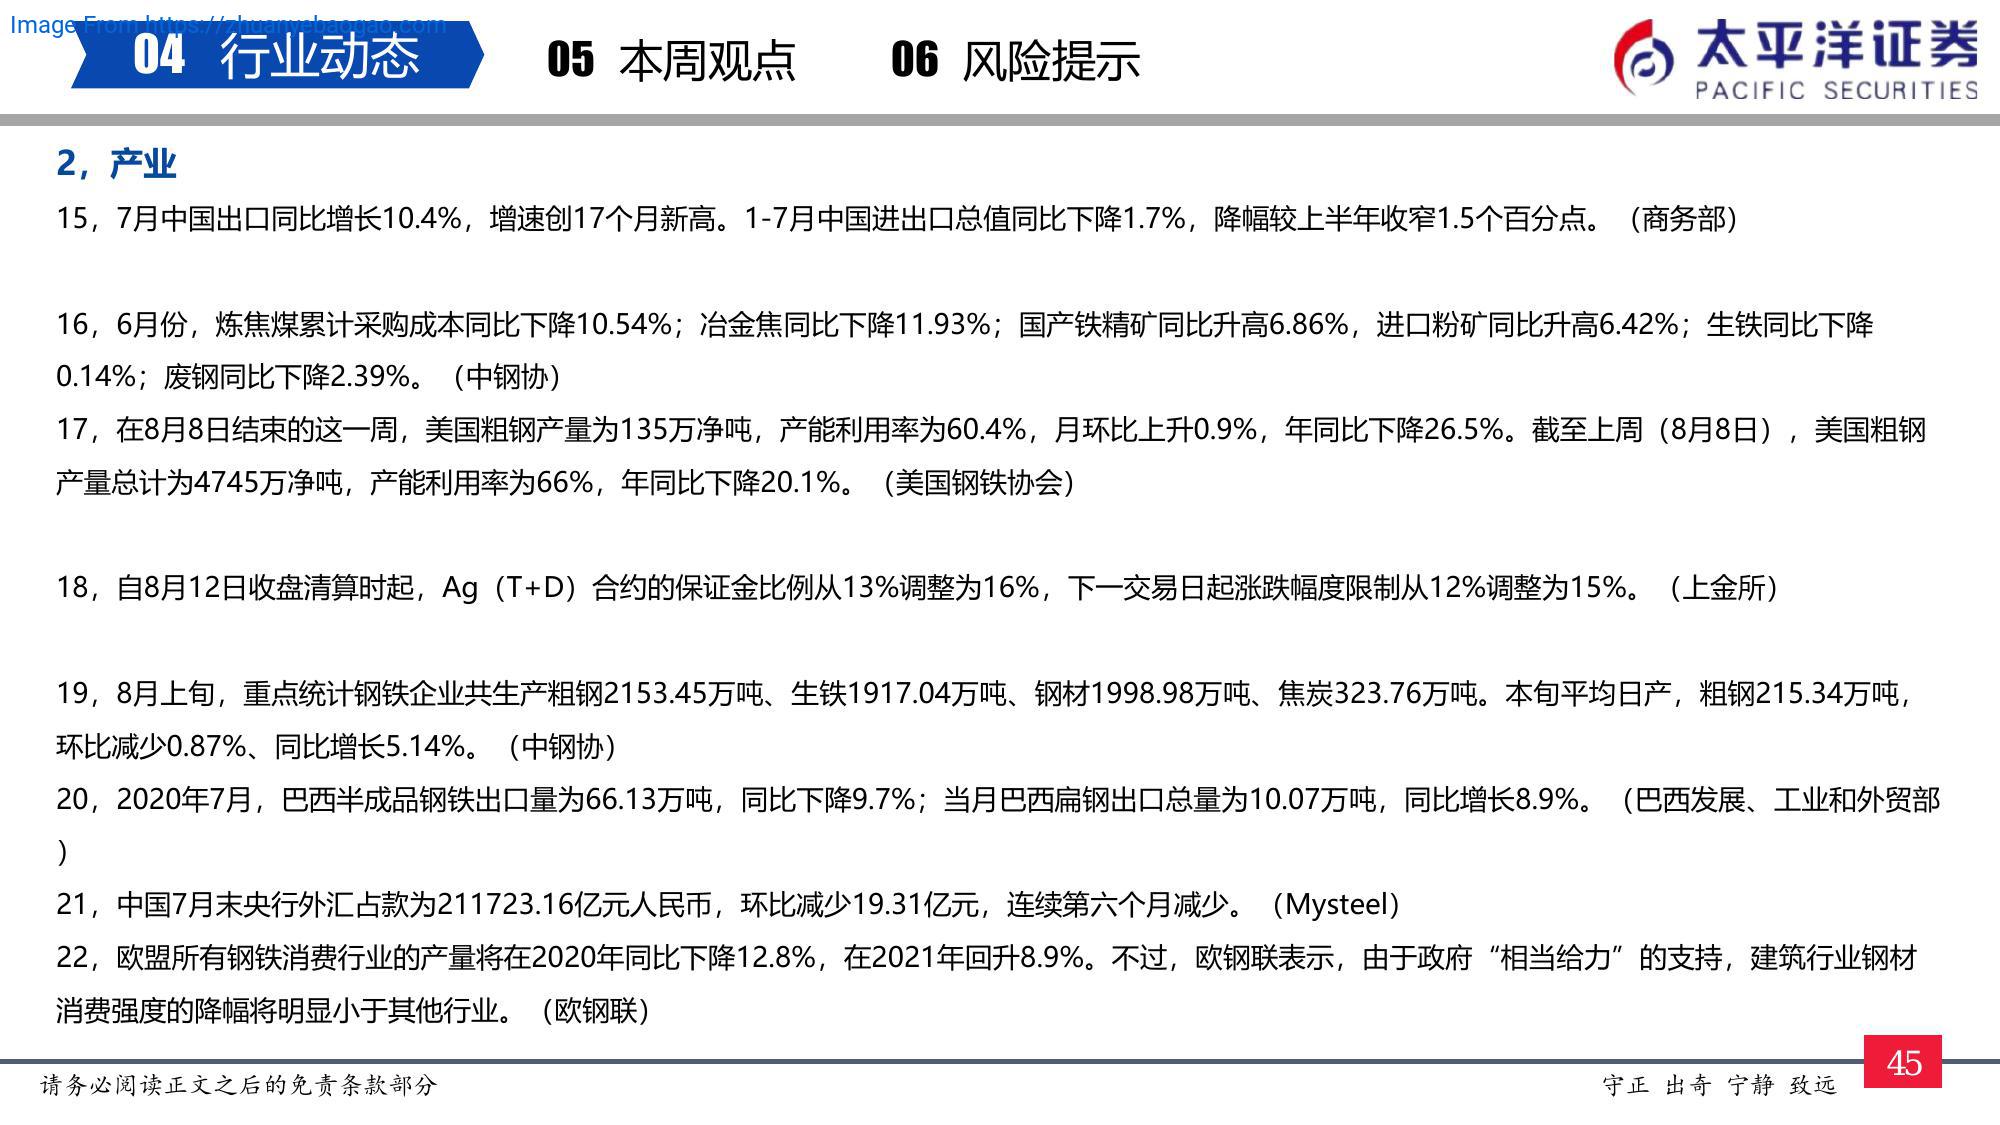 Image From https://zhuanyebaogao.com
04 行业动态 05 本周观点 06 风险提示
太平洋证券
PACIFIC SECURITIES
2，产业
15，7月中国出口同比增长10.4%，增速创17个月新高。1-7月中国进出口总值同比下降1.7%，降幅较上半年收窄1.5个百分点。（商务部）
16，6月份，炼焦煤累计采购成本同比下降10.54%；冶金焦同比下降11.93%；国产铁精矿同比升高6.86%，进口粉矿同比升高6.42%；生铁同比下降
0.14%；废钢同比下降2.39%。（中钢协）
17，在8月8日结束的这一周，美国粗钢产量为135万净吨，产能利用率为60.4%，月环比上升0.9%，年同比下降26.5%。截至上周（8月8日），美国粗钢
产量总计为4745万净吨，产能利用率为66%，年同比下降20.1%。（美国钢铁协会）
18，自8月12日收盘清算时起，Ag（T+D）合约的保证金比例从13%调整为16%，下一交易日起涨跌幅度限制从12%调整为15%。（上金所）
19，8月上旬，重点统计钢铁企业共生产粗钢2153.45万吨、生铁1917.04万吨、钢材1998.98万吨、焦炭323.76万吨。本旬平均日产，粗钢215.34万吨，
环比减少0.87%、同比增长5.14%。（中钢协）
20，2020年7月，巴西半成品钢铁出口量为66.13万吨，同比下降9.7%；当月巴西扁钢出口总量为10.07万吨，同比增长8.9%。（巴西发展、工业和外贸部
）
21，中国7月末央行外汇占款为211723.16亿元人民币，环比减少19.31亿元，连续第六个月减少。（Mysteel）
22，欧盟所有钢铁消费行业的产量将在2020年同比下降12.8%，在2021年回升8.9%。不过，欧钢联表示，由于政府“相当给力”的支持，建筑行业钢材
消费强度的降幅将明显小于其他行业。（欧钢联）
请务必阅读正文之后的免责条款部分
守正 出奇 宁静 致远
45